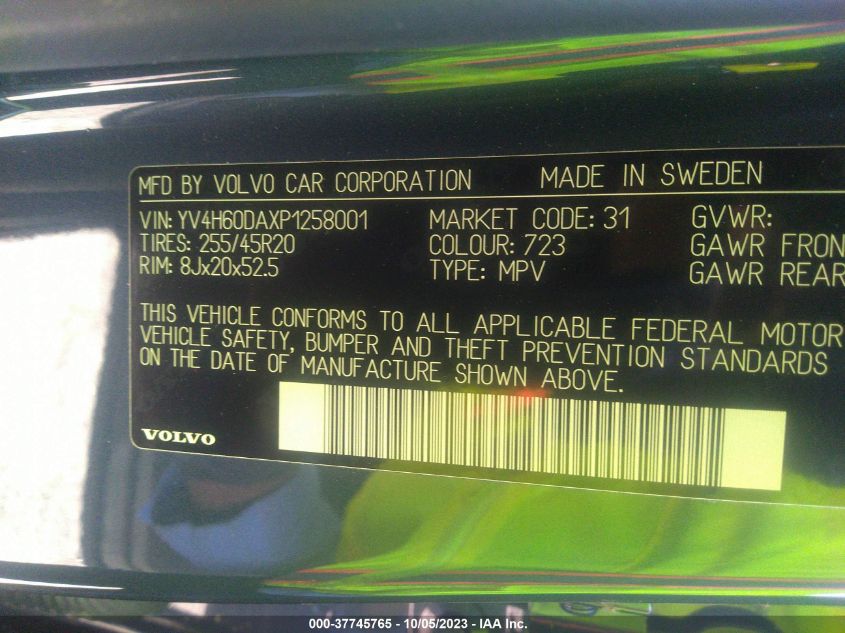 MFD BY VOLVO CAR CORPORATION MADE IN SWEDEN
VIN: YV4H60DAXP1258001 MARKET CODE: 31 GVWR:
TIRES: 255/45R20 COLOUR: 723 GAWR FRON
RIM: 8Jx20x52.5 TYPE: MPV GAWR REAR
THIS VEHICLE CONFORMS TO ALL APPLICABLE FEDERAL MOTOR
VEHICLE SAFETY, BUMPER AND THEFT PREVENTION STANDARDS
ON THE DATE OF MANUFACTURE SHOWN ABOVE.
VOLVO
000-37745765 - 10/05/2023 - IAA Inc.